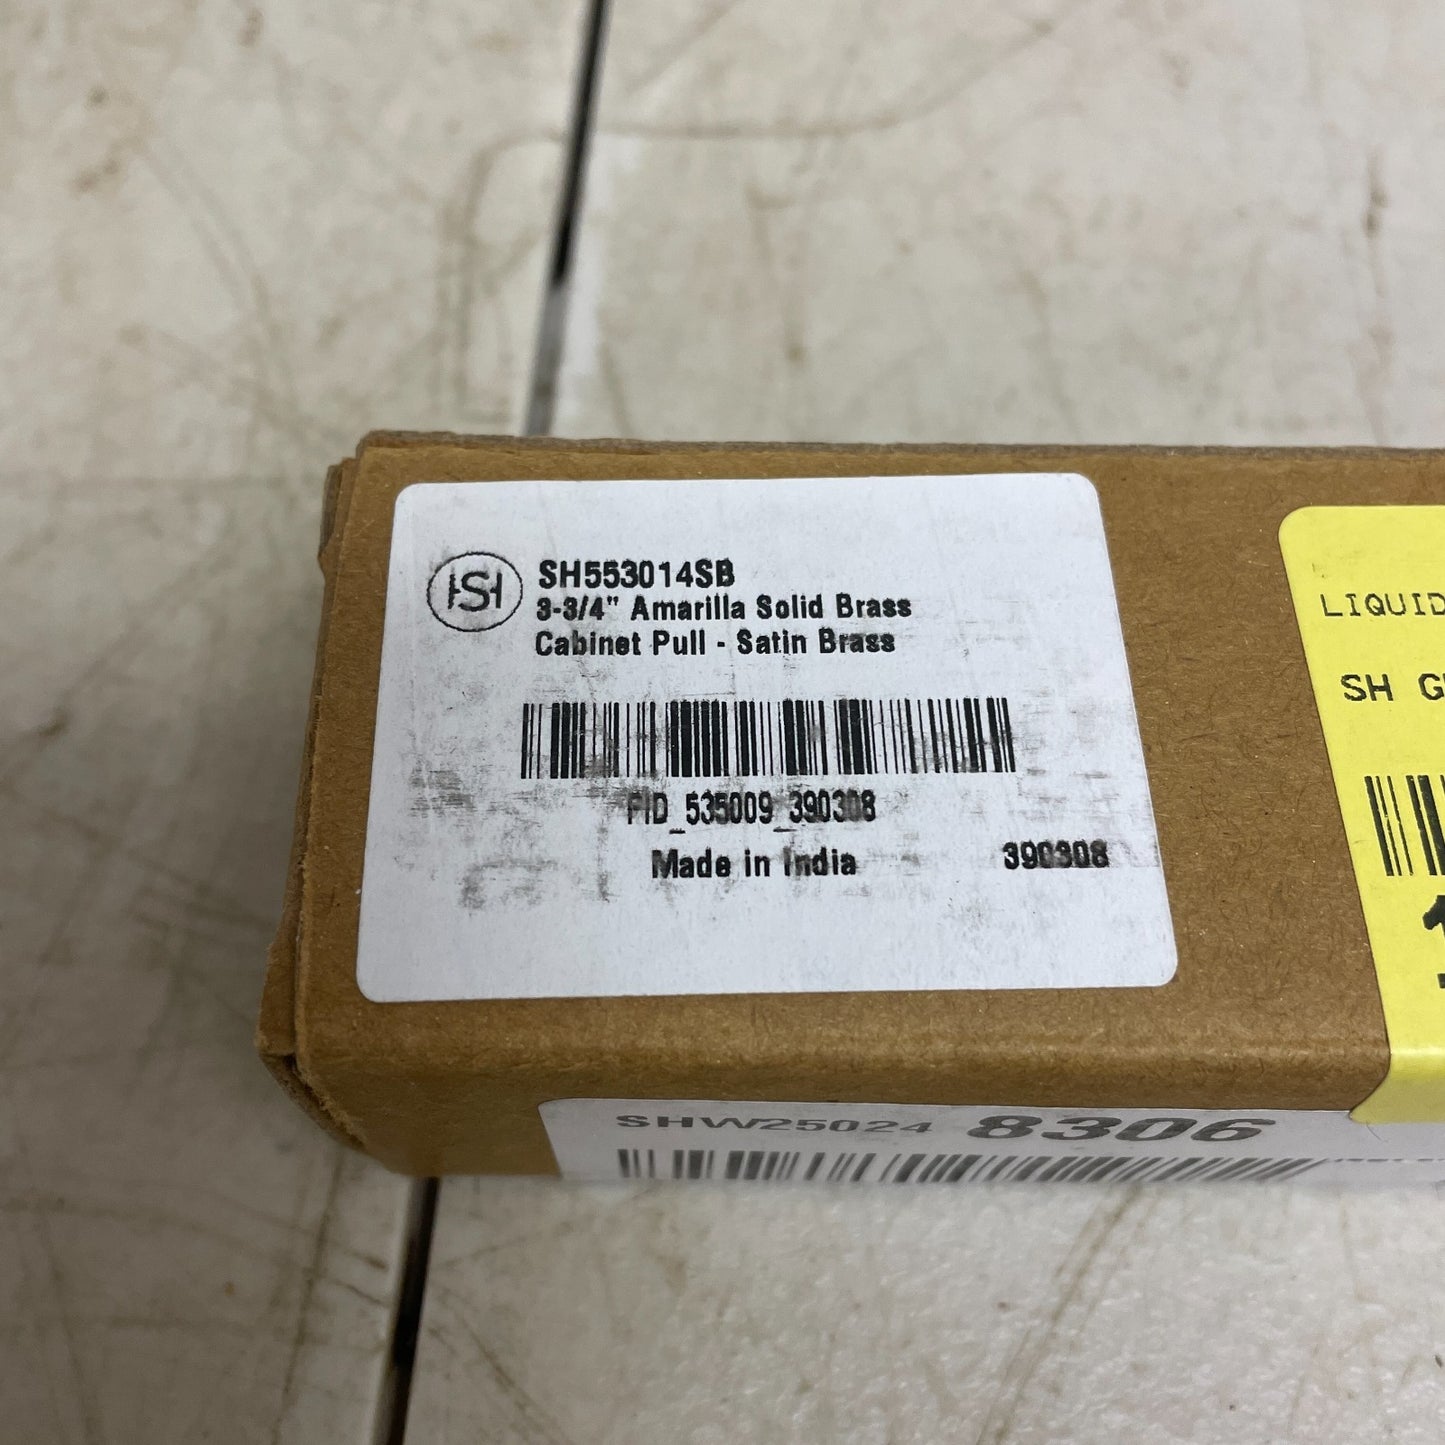 HSH
SH553014SB
3-3/4" Amarilla Solid Brass
Cabinet Pull - Satin Brass
PID_535009_390308
Made in India
390308
LIQUID
SH
SHW25024 8306